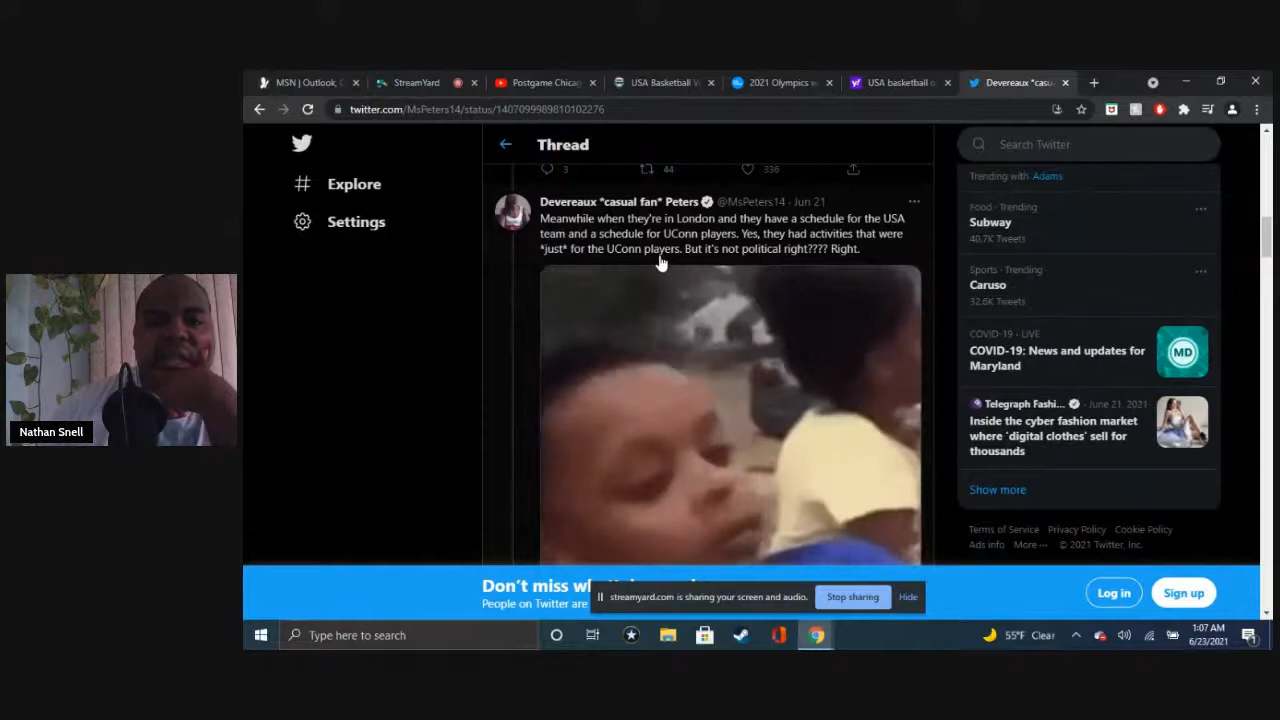 MSN | Outlook, 
StreamYard
Postgame Chicag
USA Basketball
2021 Olympics w
USA basketball o
Devereaux *casu
twitter.com/MsPeters14/status/1407099989810102276
Thread
Search Twitter
Explore
Settings
3 44 336
Devereaux *casual fan* Peters @MsPeters14 · Jun 21
Meanwhile when they're in London and they have a schedule for the USA
team and a schedule for UConn players. Yes, they had activities that were
*just* for the UConn players. But it's not political right???? Right.
Trending with Adams
Food · Trending
Subway
40.7K Tweets
Sports · Trending
Caruso
32.6K Tweets
COVID-19 · LIVE
COVID-19: News and updates for
Maryland
MD
Telegraph Fashi... · June 21, 2021
Inside the cyber fashion market
where 'digital clothes' sell for
thousands
Show more
Terms of Service Privacy Policy Cookie Policy
Ads info More ··· © 2021 Twitter, Inc.
Nathan Snell
Don't miss
People on Twitter are
streamyard.com is sharing your screen and audio.
Stop sharing
Hide
Log in
Sign up
Type here to search
55°F Clear
1:07 AM
6/23/2021
1